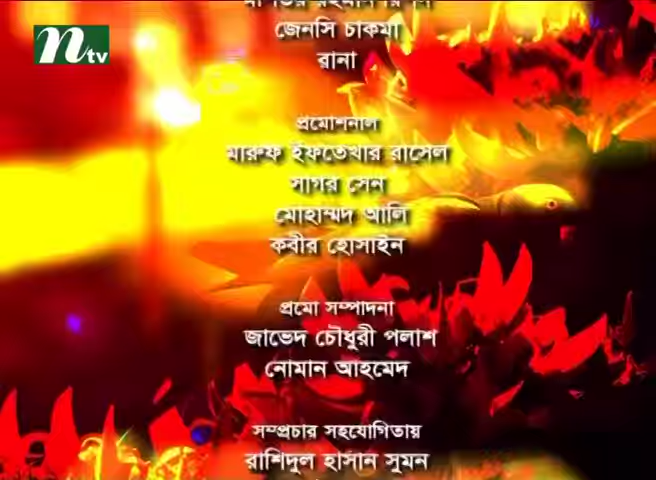 ntv
জেনসি চাকমা
রানা
প্রমোশনাল
মারুফ ইফতেখার রাসেল
সাগর সেন
মোহাম্মদ আলি
কবীর হোসাইন
প্রমো সম্পাদনা
জাভেদ চৌধুরী পলাশ
নোমান আহমেদ
সম্প্রচার সহযোগিতায়
রাশিদুল হাসান সুমন